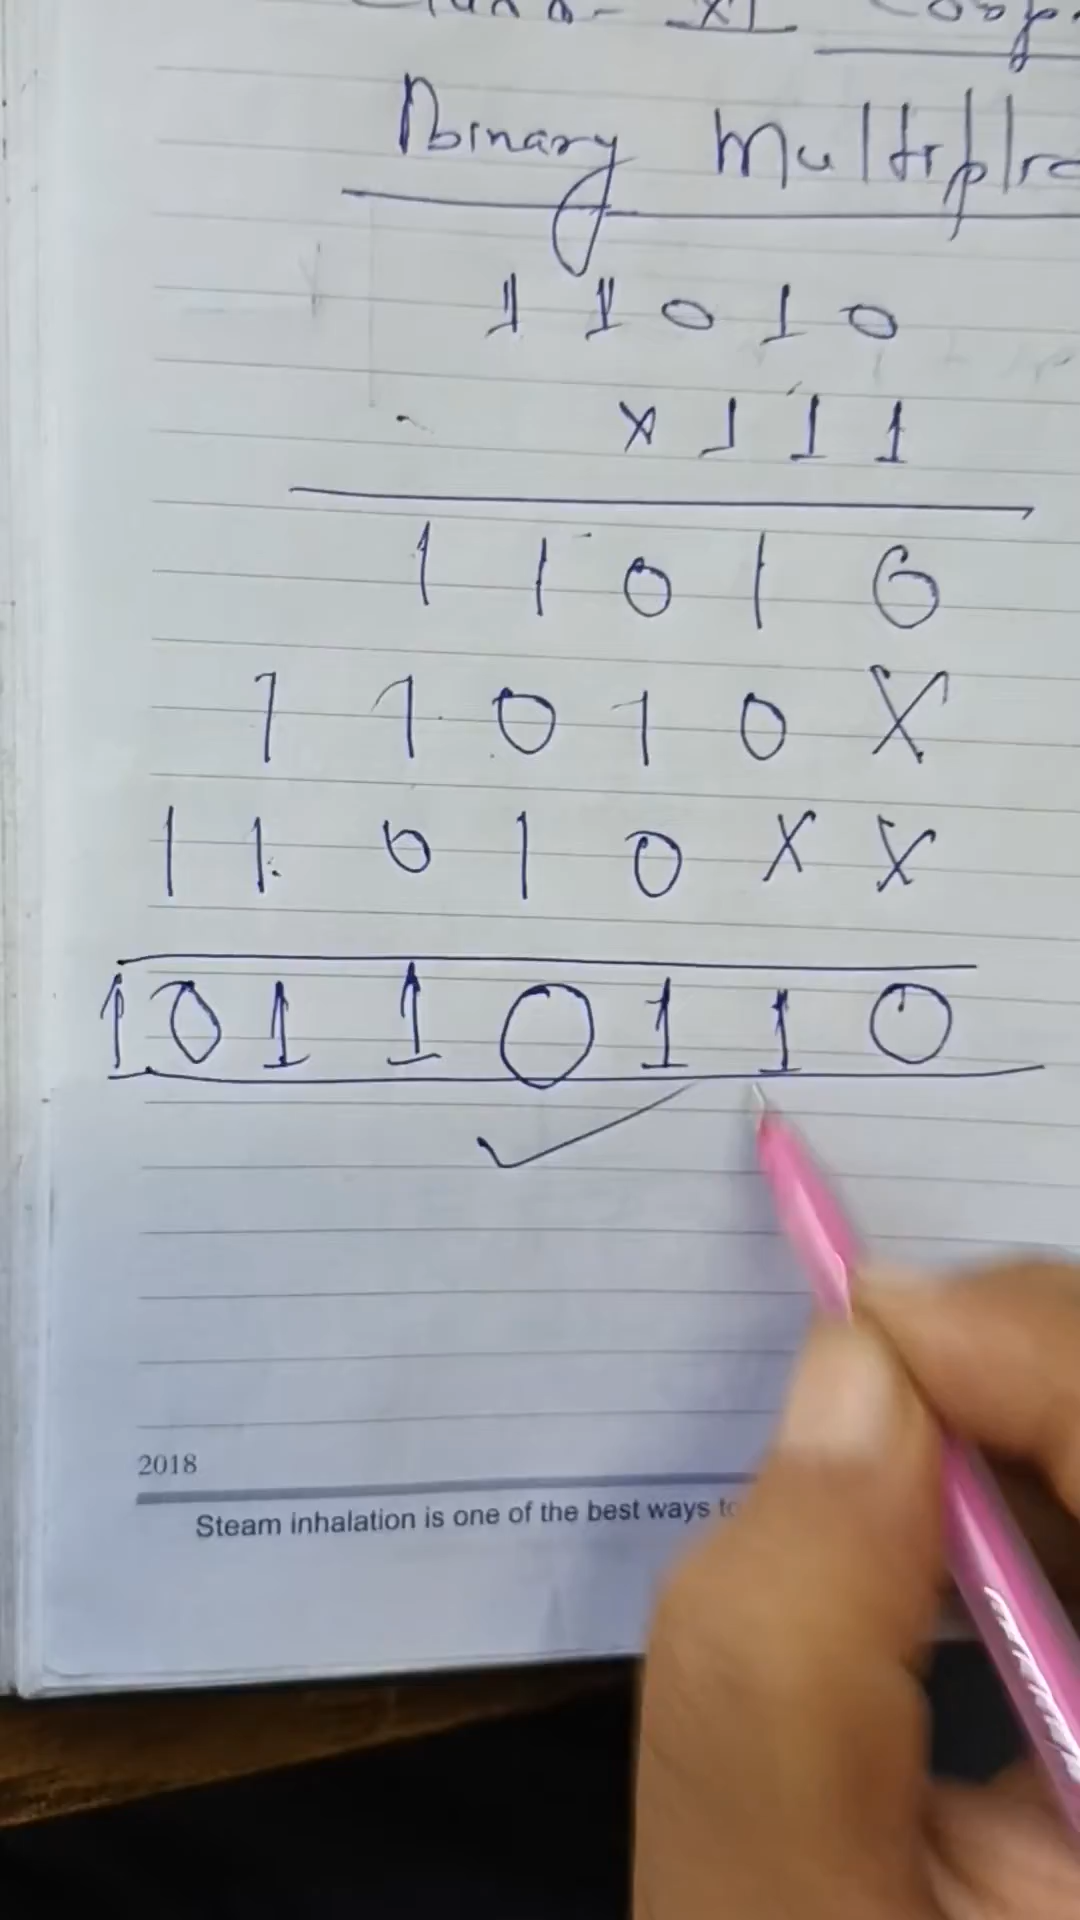 XI
Binary
1 1 0 1 0
x 1 1 1
1 1 0 1 0
1 1 0 1 0 X
1 1 0 1 0 X X
1 0 1 1 0 1 1 0
2018
Steam inhalation is one of the best ways to